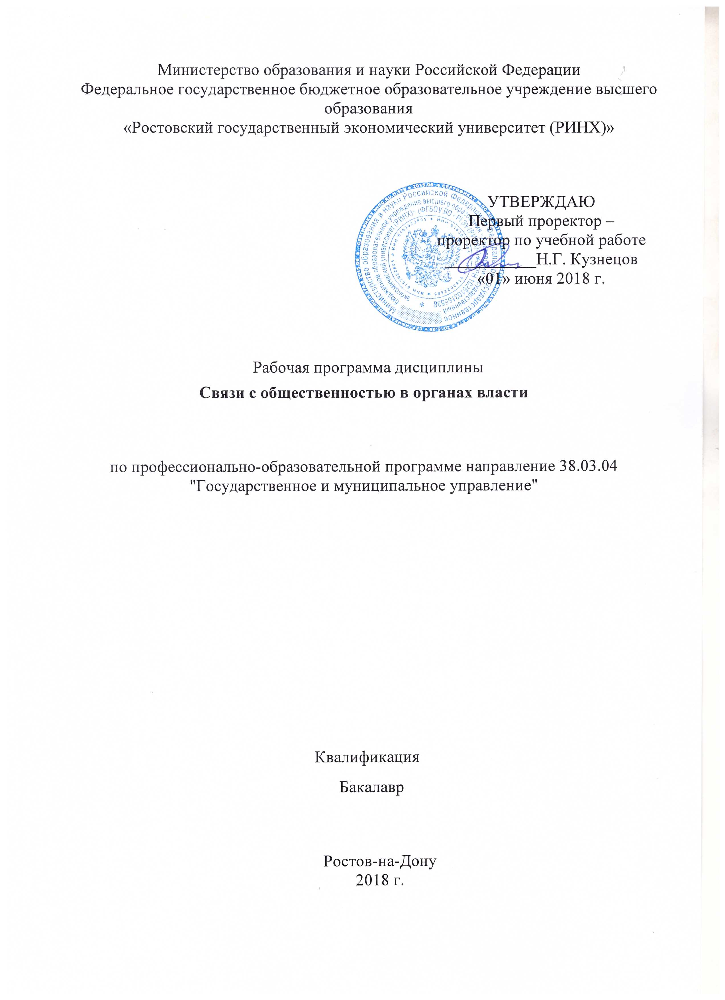 Министерство образования и науки Российской Федерации
Федеральное государственное бюджетное образовательное учреждение высшего
образования
«Ростовский государственный экономический университет (РИНХ)»
УТВЕРЖДАЮ
Первый проректор –
проректор по учебной работе
Н.Г. Кузнецов
«01» июня 2018 г.
Рабочая программа дисциплины
Связи с общественностью в органах власти
по профессионально-образовательной программе направление 38.03.04
"Государственное и муниципальное управление"
Квалификация
Бакалавр
Ростов-на-Дону
2018 г.